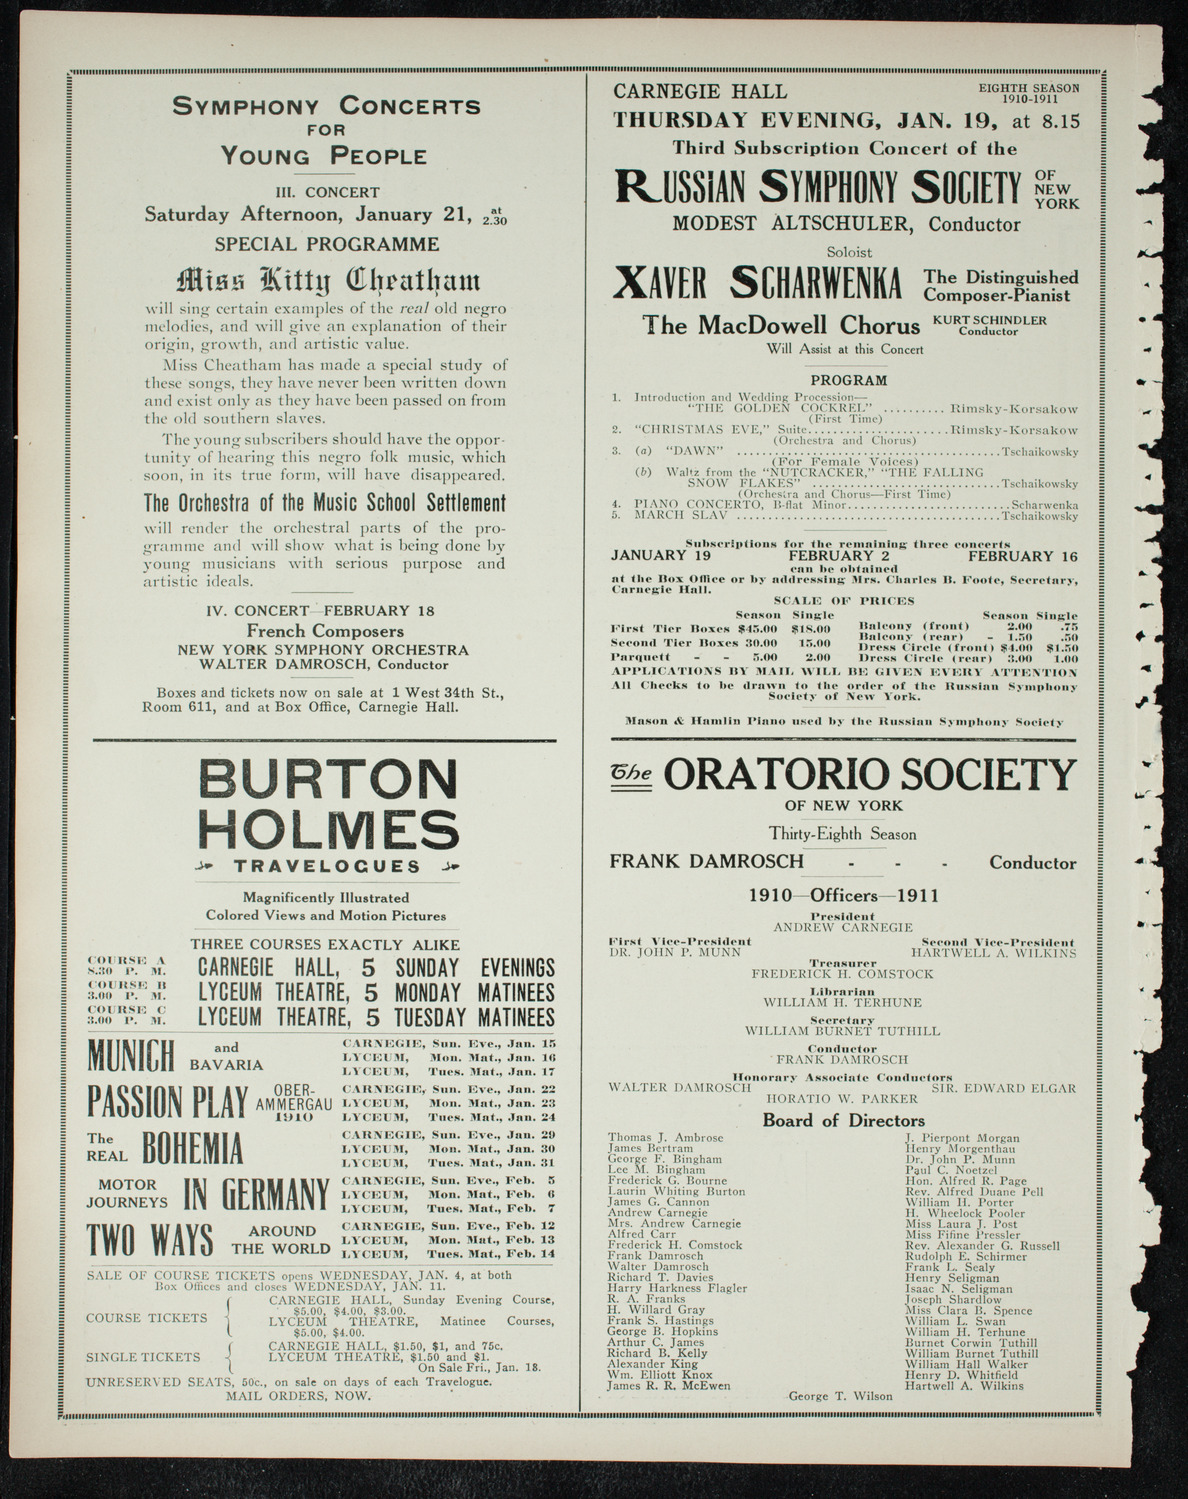 SYMPHONY CONCERTS
FOR
YOUNG PEOPLE
III. CONCERT
Saturday Afternoon, January 21, at 2.30
SPECIAL PROGRAMME
Miss Kitty Cheatham
will sing certain examples of the real old negro
melodies, and will give an explanation of their
origin, growth, and artistic value.
Miss Cheatham has made a special study of
these songs, they have never been written down
and exist only as they have been passed on from
the old southern slaves.
The young subscribers should have the oppor-
tunity of hearing this negro folk music, which
soon, in its true form, will have disappeared.
The Orchestra of the Music School Settlement
will render the orchestral parts of the pro-
gramme and will show what is being done by
young musicians with serious purpose and
artistic ideals.
IV. CONCERT—FEBRUARY 18
French Composers
NEW YORK SYMPHONY ORCHESTRA
WALTER DAMROSCH, Conductor
Boxes and tickets now on sale at 1 West 34th St.,
Room 611, and at Box Office, Carnegie Hall.
BURTON
HOLMES
TRAVELOGUES
Magnificently Illustrated
Colored Views and Motion Pictures
THREE COURSES EXACTLY ALIKE
COURSE A 8.30 P. M. CARNEGIE HALL, 5 SUNDAY EVENINGS
COURSE B 3.00 P. M. LYCEUM THEATRE, 5 MONDAY MATINEES
COURSE C 3.00 P. M. LYCEUM THEATRE, 5 TUESDAY MATINEES
MUNICH and BAVARIA
CARNEGIE, Sun. Eve., Jan. 15
LYCEUM, Mon. Mat., Jan. 16
LYCEUM, Tues. Mat., Jan. 17
PASSION PLAY OBER-AMMERGAU 1910
CARNEGIE, Sun. Eve., Jan. 22
LYCEUM, Mon. Mat., Jan. 23
LYCEUM, Tues. Mat., Jan. 24
The REAL BOHEMIA
CARNEGIE, Sun. Eve., Jan. 29
LYCEUM, Mon. Mat., Jan. 30
LYCEUM, Tues. Mat., Jan. 31
MOTOR JOURNEYS IN GERMANY
CARNEGIE, Sun. Eve., Feb. 5
LYCEUM, Mon. Mat., Feb. 6
LYCEUM, Tues. Mat., Feb. 7
TWO WAYS AROUND THE WORLD
CARNEGIE, Sun. Eve., Feb. 12
LYCEUM, Mon. Mat., Feb. 13
LYCEUM, Tues. Mat., Feb. 14
SALE OF COURSE TICKETS opens WEDNESDAY, JAN. 4, at both
Box Offices and closes WEDNESDAY, JAN. 11.
COURSE TICKETS
CARNEGIE HALL, Sunday Evening Course,
$5.00, $4.00, $3.00.
LYCEUM THEATRE, Matinee Courses,
$5.00, $4.00.
SINGLE TICKETS
CARNEGIE HALL, $1.50, $1, and 75c.
LYCEUM THEATRE, $1.50 and $1.
On Sale Fri., Jan. 18.
UNRESERVED SEATS, 50c., on sale on days of each Travelogue.
MAIL ORDERS, NOW.
CARNEGIE HALL EIGHTH SEASON
1910-1911
THURSDAY EVENING, JAN. 19, at 8.15
Third Subscription Concert of the
RUSSIAN SYMPHONY SOCIETY OF NEW YORK
MODEST ALTSCHULER, Conductor
Soloist
XAVER SCHARWENKA The Distinguished Composer-Pianist
The MacDowell Chorus KURT SCHINDLER Conductor
Will Assist at this Concert
PROGRAM
1. Introduction and Wedding Procession—
"THE GOLDEN COCKREL" .......... Rimsky-Korsakow
(First Time)
2. "CHRISTMAS EVE," Suite.......................Rimsky-Korsakow
(Orchestra and Chorus)
3. (a) "DAWN" .............................................Tschaikowsky
(For Female Voices)
(b) Waltz from the "NUTCRACKER," "THE FALLING
SNOW FLAKES" ...............................Tschaikowsky
(Orchestra and Chorus—First Time)
4. PIANO CONCERTO, B-flat Minor...............................Scharwenka
5. MARCH SLAV ...........................................Tschaikowsky
Subscriptions for the remaining three concerts
JANUARY 19 FEBRUARY 2 FEBRUARY 16
can be obtained
at the Box Office or by addressing Mrs. Charles B. Foote, Secretary,
Carnegie Hall.
SCALE OF PRICES
Season Single Season Single
First Tier Boxes $45.00 $18.00 Balcony (front) 2.00 .75
Balcony (rear) - 1.50 .50
Second Tier Boxes 30.00 15.00 Dress Circle (front) $4.00 $1.50
Parquett - - 5.00 2.00 Dress Circle (rear) 3.00 1.00
APPLICATIONS BY MAIL WILL BE GIVEN EVERY ATTENTION
All Checks to be drawn to the order of the Russian Symphony
Society of New York.
Mason & Hamlin Piano used by the Russian Symphony Society
The ORATORIO SOCIETY
OF NEW YORK
Thirty-Eighth Season
FRANK DAMROSCH - - - Conductor
1910—Officers—1911
President
ANDREW CARNEGIE
First Vice-President Second Vice-President
DR. JOHN P. MUNN HARTWELL A. WILKINS
Treasurer
FREDERICK H. COMSTOCK
Librarian
WILLIAM H. TERHUNE
Secretary
WILLIAM BURNET TUTHILL
Conductor
FRANK DAMROSCH
Honorary Associate Conductors
WALTER DAMROSCH SIR. EDWARD ELGAR
HORATIO W. PARKER
Board of Directors
Thomas J. Ambrose
James Bertram
George F. Bingham
Lee M. Bingham
Frederick G. Bourne
Laurin Whiting Burton
James G. Cannon
Andrew Carnegie
Mrs. Andrew Carnegie
Alfred Carr
Frederick H. Comstock
Frank Damrosch
Walter Damrosch
Richard T. Davies
Harry Harkness Flagler
R. A. Franks
H. Willard Gray
Frank S. Hastings
George B. Hopkins
Arthur C. James
Richard B. Kelly
Alexander King
Wm. Elliott Knox
James R. R. McEwen
J. Pierpont Morgan
Henry Morgenthau
Dr. John P. Munn
Paul C. Noetzel
Hon. Alfred R. Page
Rev. Alfred Duane Pell
William H. Porter
H. Wheelock Pooler
Miss Laura J. Post
Miss Fifine Pressler
Rev. Alexander G. Russell
Rudolph E. Schirmer
Frank L. Sealy
Henry Seligman
Isaac N. Seligman
Joseph Shardlow
Miss Clara B. Spence
William L. Swan
William H. Terhune
Burnet Corwin Tuthill
William Burnet Tuthill
William Hall Walker
Henry D. Whitfield
Hartwell A. Wilkins
George T. Wilson